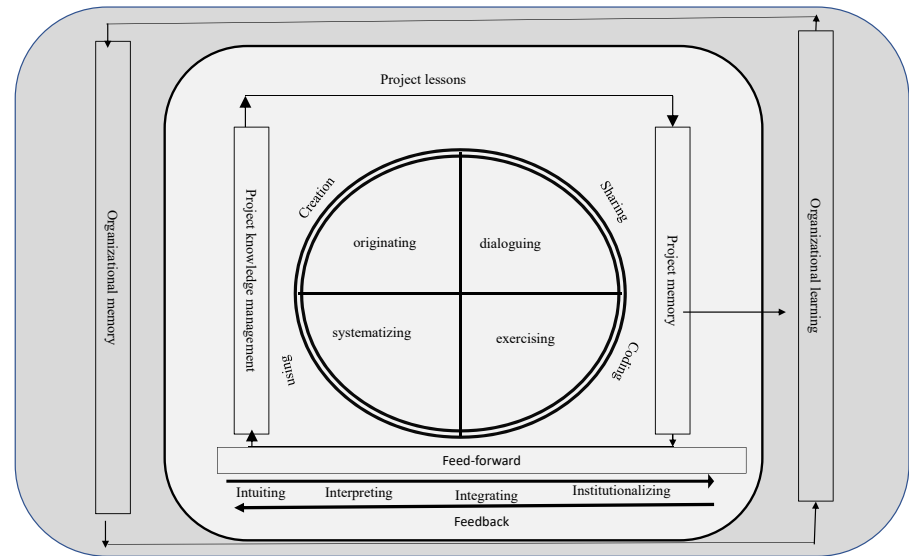 Project lessons
Organizational memory
Project knowledge management
Creation
Sharing
originating
dialoguing
Project memory
Organizational learning
systematizing
exercising
using
Coding
Feed-forward
Intuiting
Interpreting
Integrating
Institutionalizing
Feedback